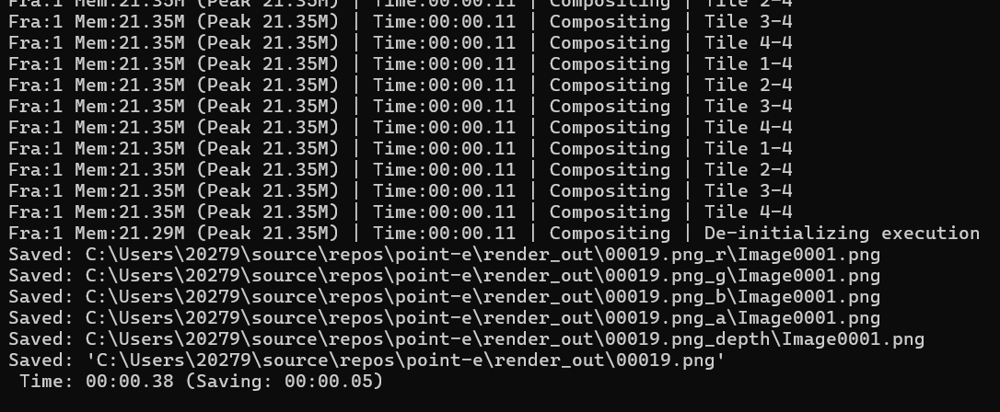 Fra:1 Mem:21.35M (Peak 21.35M) | Time:00:00.11 | Compositing | Tile 2-4
Fra:1 Mem:21.35M (Peak 21.35M) | Time:00:00.11 | Compositing | Tile 3-4
Fra:1 Mem:21.35M (Peak 21.35M) | Time:00:00.11 | Compositing | Tile 4-4
Fra:1 Mem:21.35M (Peak 21.35M) | Time:00:00.11 | Compositing | Tile 1-4
Fra:1 Mem:21.35M (Peak 21.35M) | Time:00:00.11 | Compositing | Tile 2-4
Fra:1 Mem:21.35M (Peak 21.35M) | Time:00:00.11 | Compositing | Tile 3-4
Fra:1 Mem:21.35M (Peak 21.35M) | Time:00:00.11 | Compositing | Tile 4-4
Fra:1 Mem:21.35M (Peak 21.35M) | Time:00:00.11 | Compositing | Tile 1-4
Fra:1 Mem:21.35M (Peak 21.35M) | Time:00:00.11 | Compositing | Tile 2-4
Fra:1 Mem:21.35M (Peak 21.35M) | Time:00:00.11 | Compositing | Tile 3-4
Fra:1 Mem:21.35M (Peak 21.35M) | Time:00:00.11 | Compositing | Tile 4-4
Fra:1 Mem:21.29M (Peak 21.35M) | Time:00:00.11 | Compositing | De-initializing execution
Saved: C:\Users\20279\source\repos\point-e\render_out\00019.png_r\Image0001.png
Saved: C:\Users\20279\source\repos\point-e\render_out\00019.png_g\Image0001.png
Saved: C:\Users\20279\source\repos\point-e\render_out\00019.png_b\Image0001.png
Saved: C:\Users\20279\source\repos\point-e\render_out\00019.png_a\Image0001.png
Saved: C:\Users\20279\source\repos\point-e\render_out\00019.png_depth\Image0001.png
Saved: 'C:\Users\20279\source\repos\point-e\render_out\00019.png'
Time: 00:00.38 (Saving: 00:00.05)